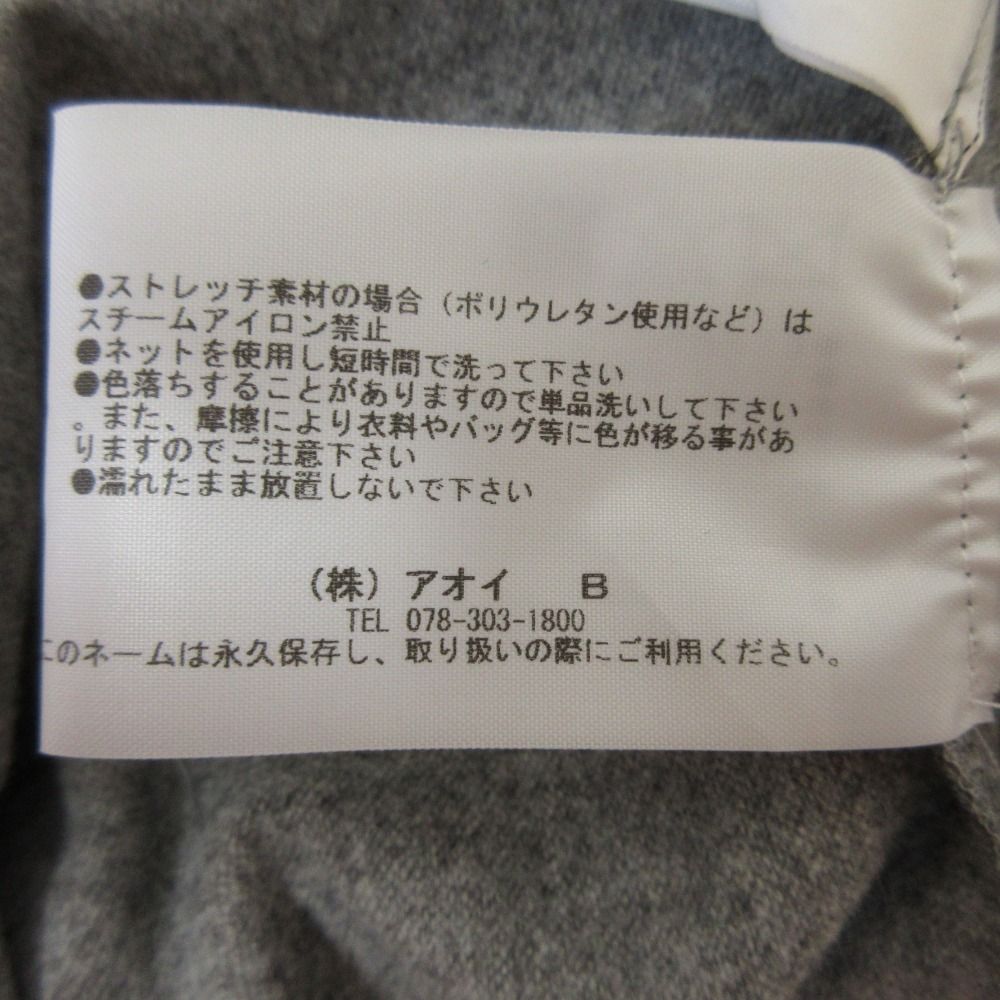 ●ストレッチ素材の場合（ポリウレタン使用など）は
スチームアイロン禁止
●ネットを使用し短時間で洗って下さい
●色落ちすることがありますので単品洗いして下さい
。また、摩擦により衣料やバッグ等に色が移る事があ
りますのでご注意下さい
●濡れたまま放置しないで下さい
（株）アオイ　B
TEL 078-303-1800
このネームは永久保存し、取り扱いの際にご利用ください。